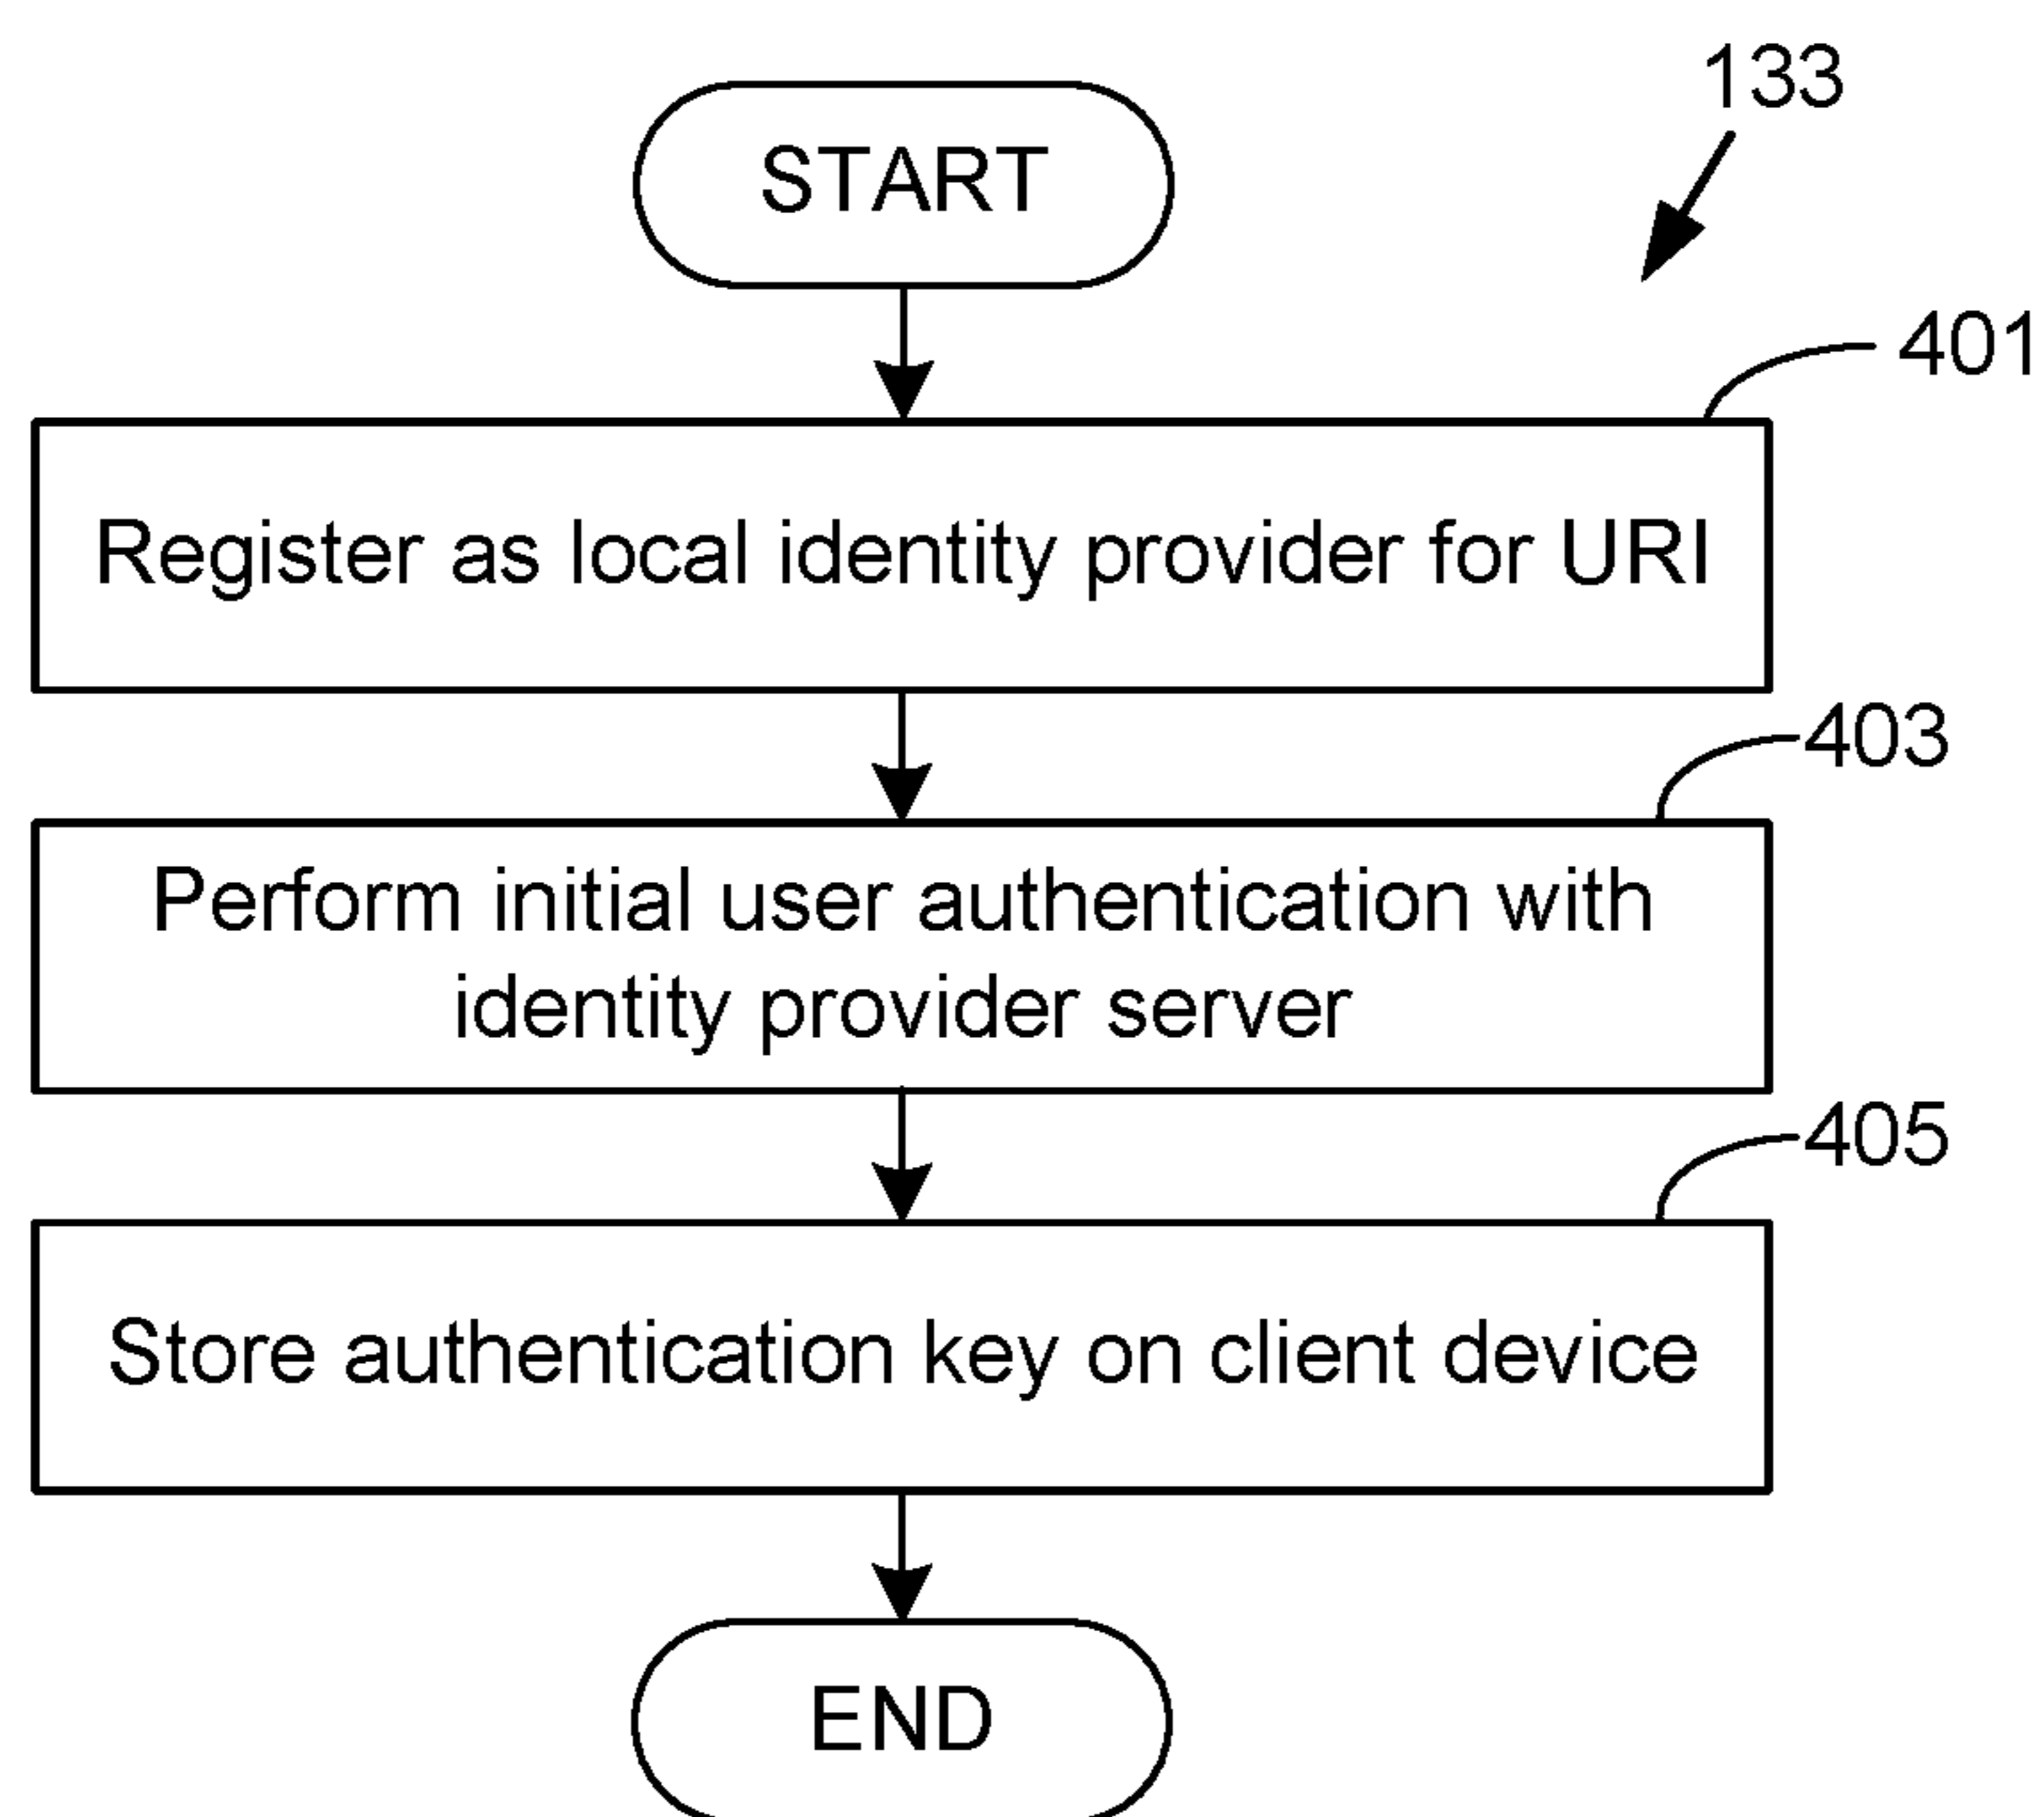 133
START
401
Register as local identity provider for URI
403
Perform initial user authentication with
identity provider server
405
Store authentication key on client device
END